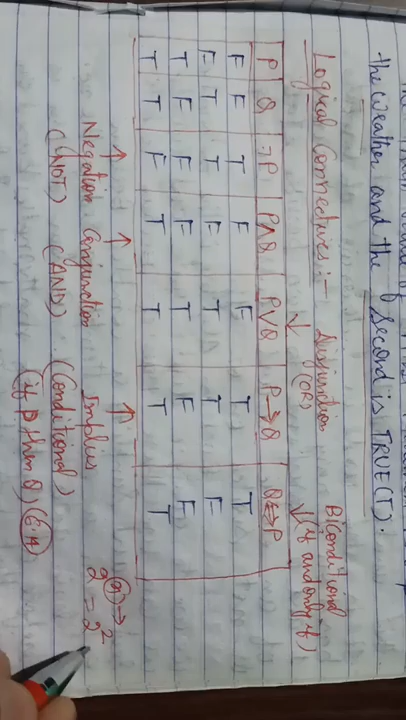 the weather and the second is TRUE(T).
Logical Connectives:- Disjunction (OR) ↓ Biconditional ↓ (if and only if)
P Q ¬P P∧Q P∨Q P→Q Q⇔P
F F T F F T T
F T T F T T F
T F F F T F F
T T F T T T T
↑ ↑ ↑
Negation Conjunction Implies
(NOT) (AND) (Conditional)
(if p then Q)
= 2²